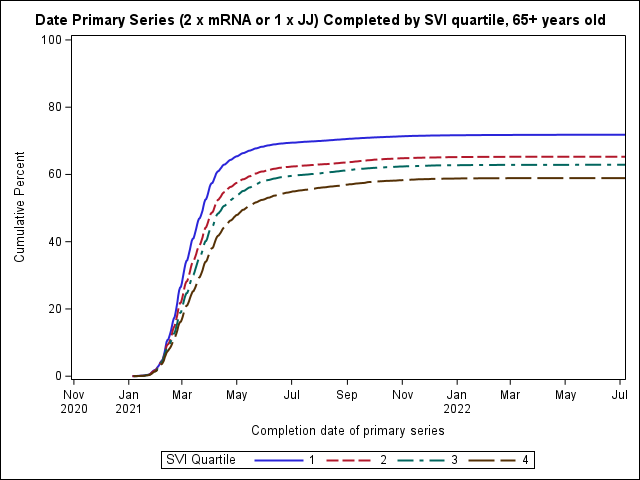 Date Primary Series (2 x mRNA or 1 x JJ) Completed by SVI quartile, 65+ years old
100
80
60
40
20
0
Cumulative Percent
Nov Jan Mar May Jul Sep Nov Jan Mar May Jul
2020 2021 2022
Completion date of primary series
SVI Quartile 1 2 3 4